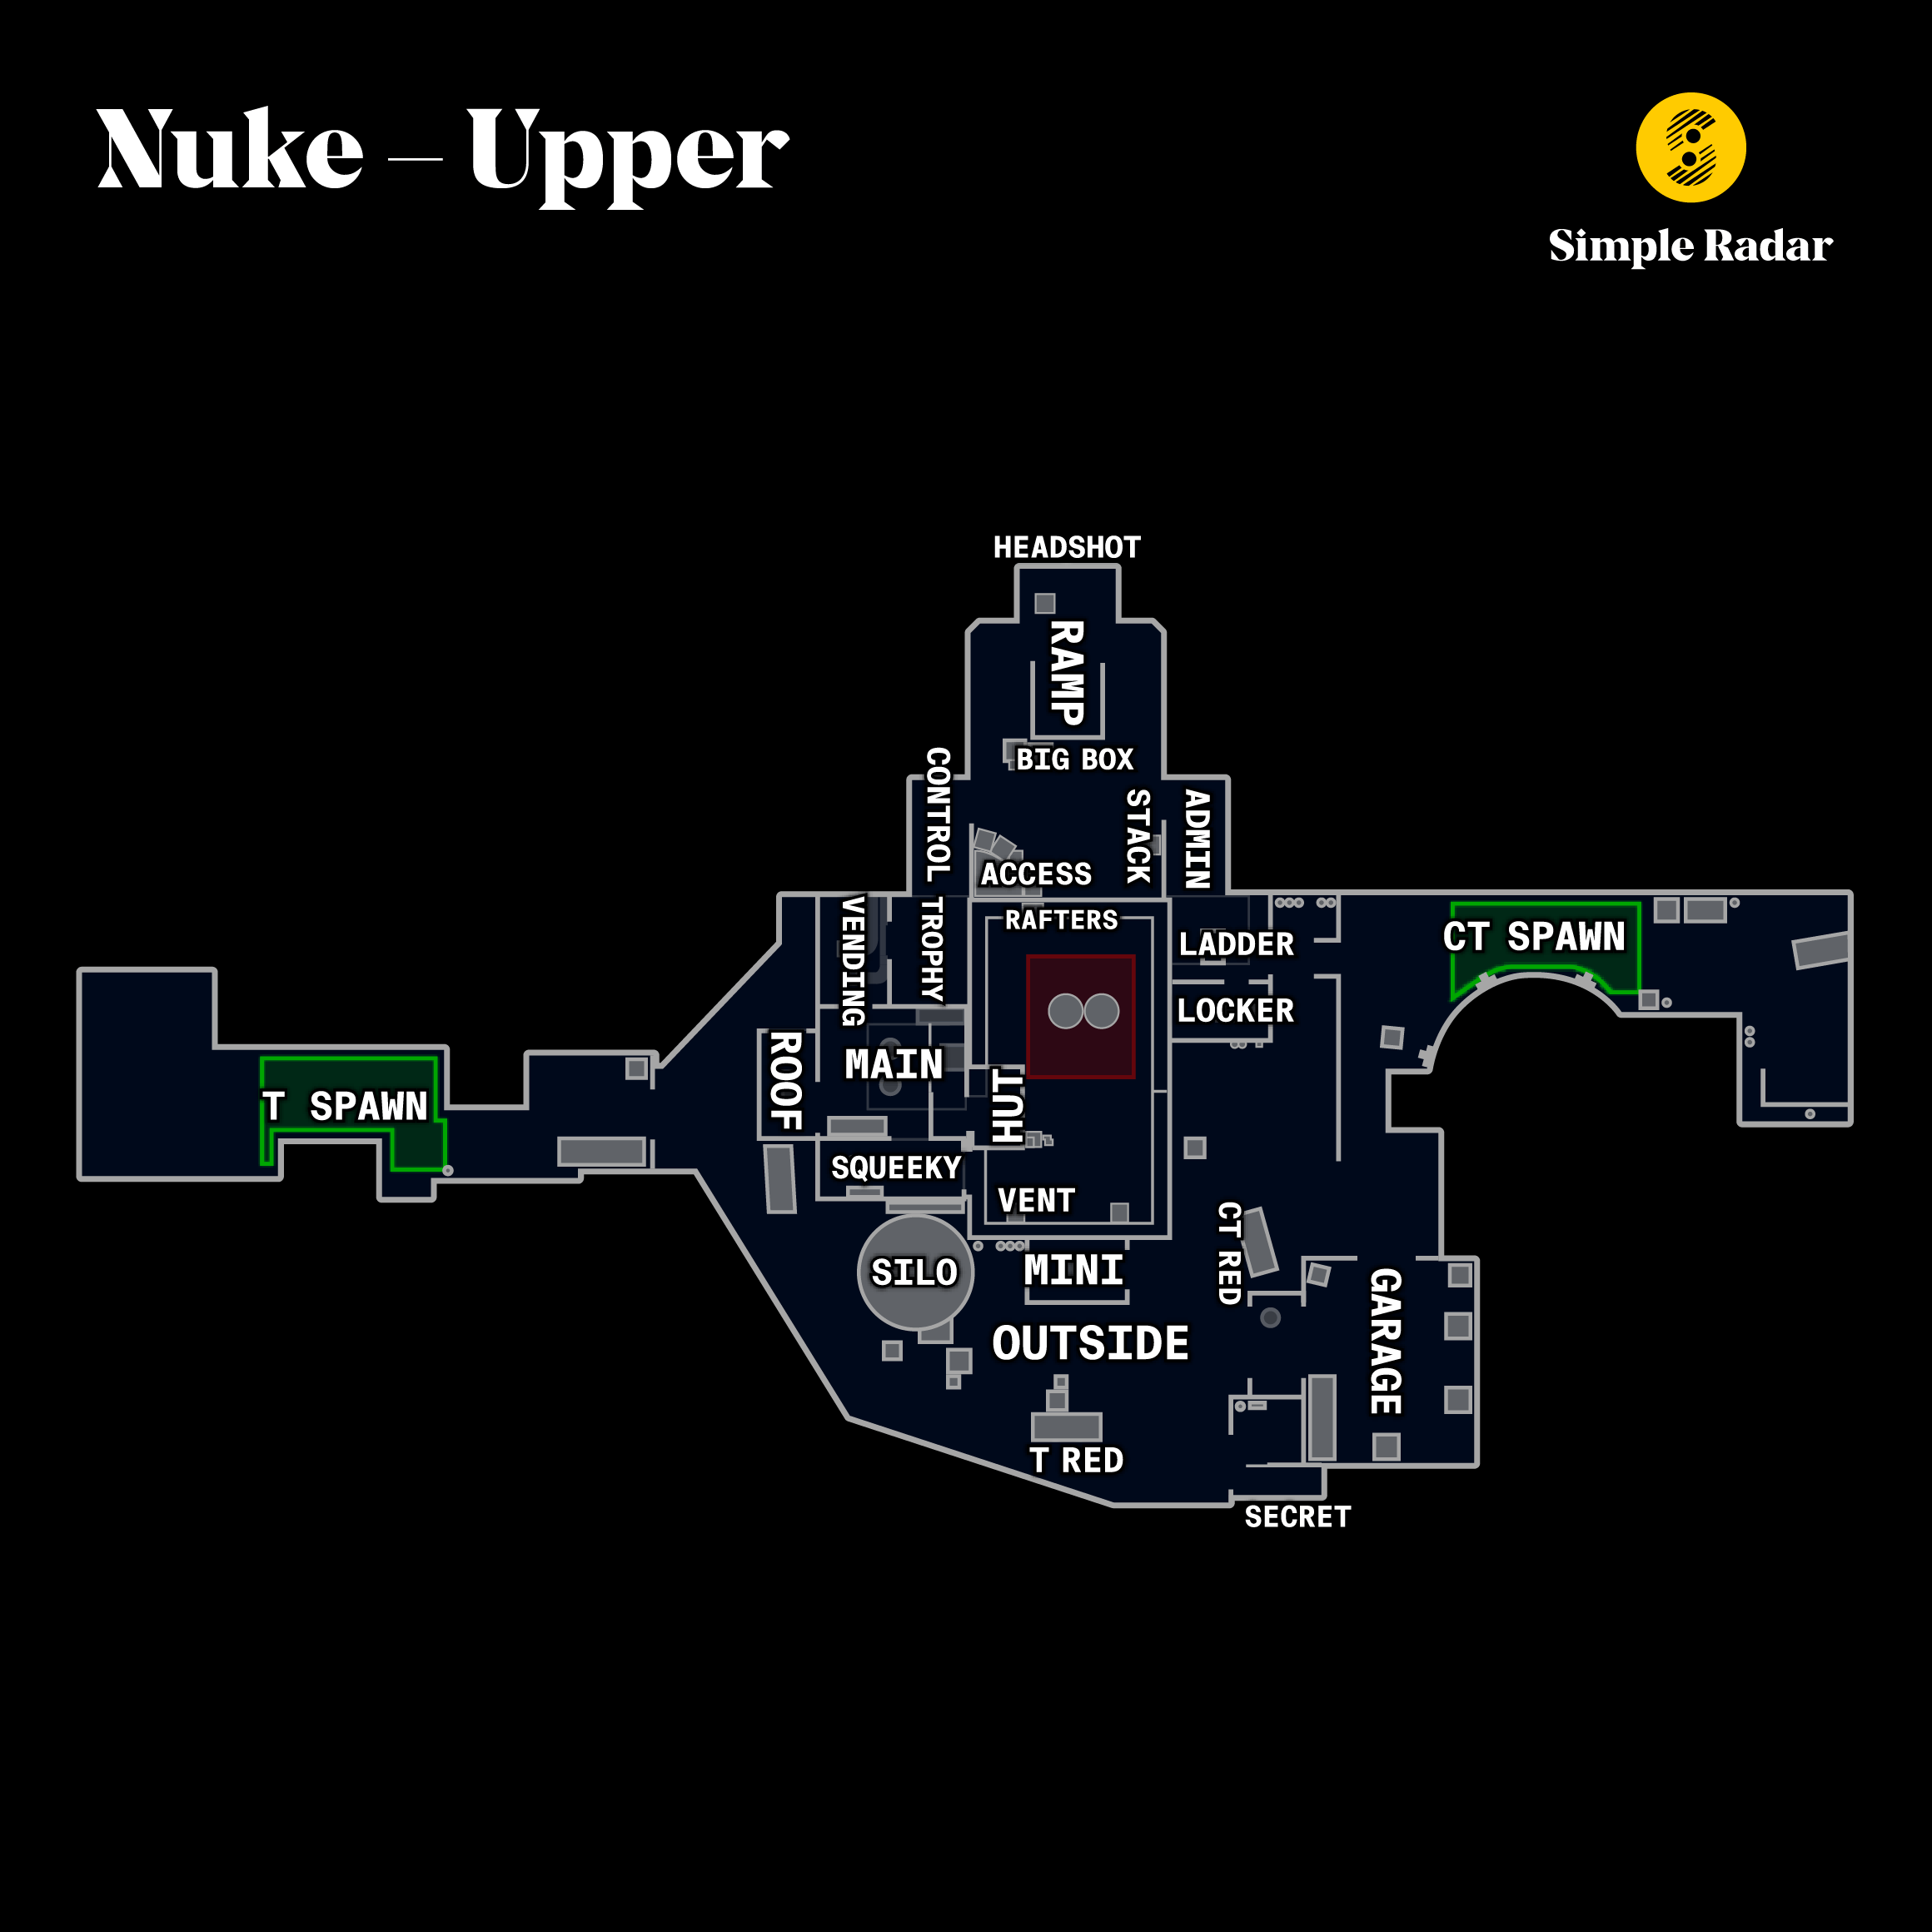 Nuke — Upper
Simple Radar
HEADSHOT
RAMP
BIG BOX
CONTROL
STACK
ADMIN
ACCESS
VENDING
TROPHY
RAFTERS
LADDER
CT SPAWN
LOCKER
ROOF
MAIN
HUT
T SPAWN
SQUEEKY
VENT
CT RED
SILO
MINI
GARAGE
OUTSIDE
T RED
SECRET